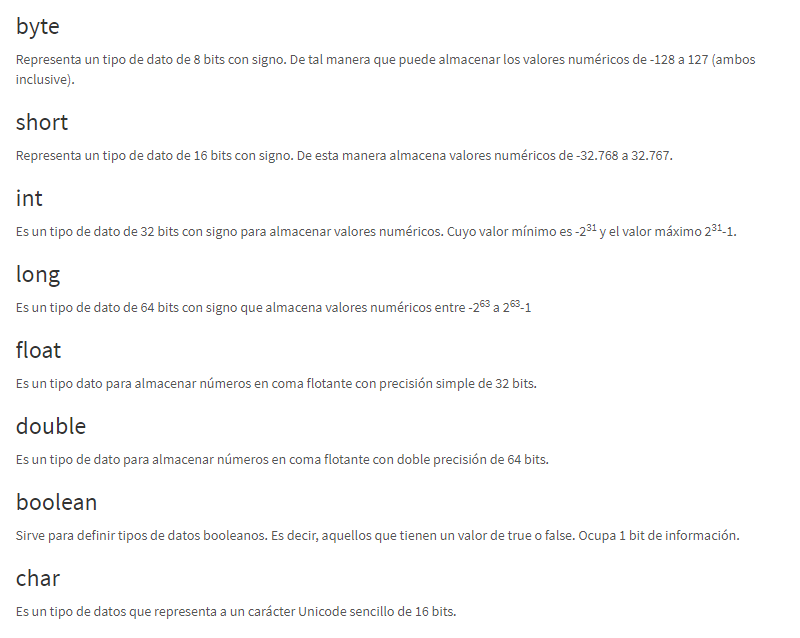 byte
Representa un tipo de dato de 8 bits con signo. De tal manera que puede almacenar los valores numéricos de -128 a 127 (ambos
inclusive).
short
Representa un tipo de dato de 16 bits con signo. De esta manera almacena valores numéricos de -32.768 a 32.767.
int
Es un tipo de dato de 32 bits con signo para almacenar valores numéricos. Cuyo valor mínimo es -2³¹ y el valor máximo 2³¹-1.
long
Es un tipo de dato de 64 bits con signo que almacena valores numéricos entre -2⁶³ a 2⁶³-1
float
Es un tipo dato para almacenar números en coma flotante con precisión simple de 32 bits.
double
Es un tipo de dato para almacenar números en coma flotante con doble precisión de 64 bits.
boolean
Sirve para definir tipos de datos booleanos. Es decir, aquellos que tienen un valor de true o false. Ocupa 1 bit de información.
char
Es un tipo de datos que representa a un carácter Unicode sencillo de 16 bits.